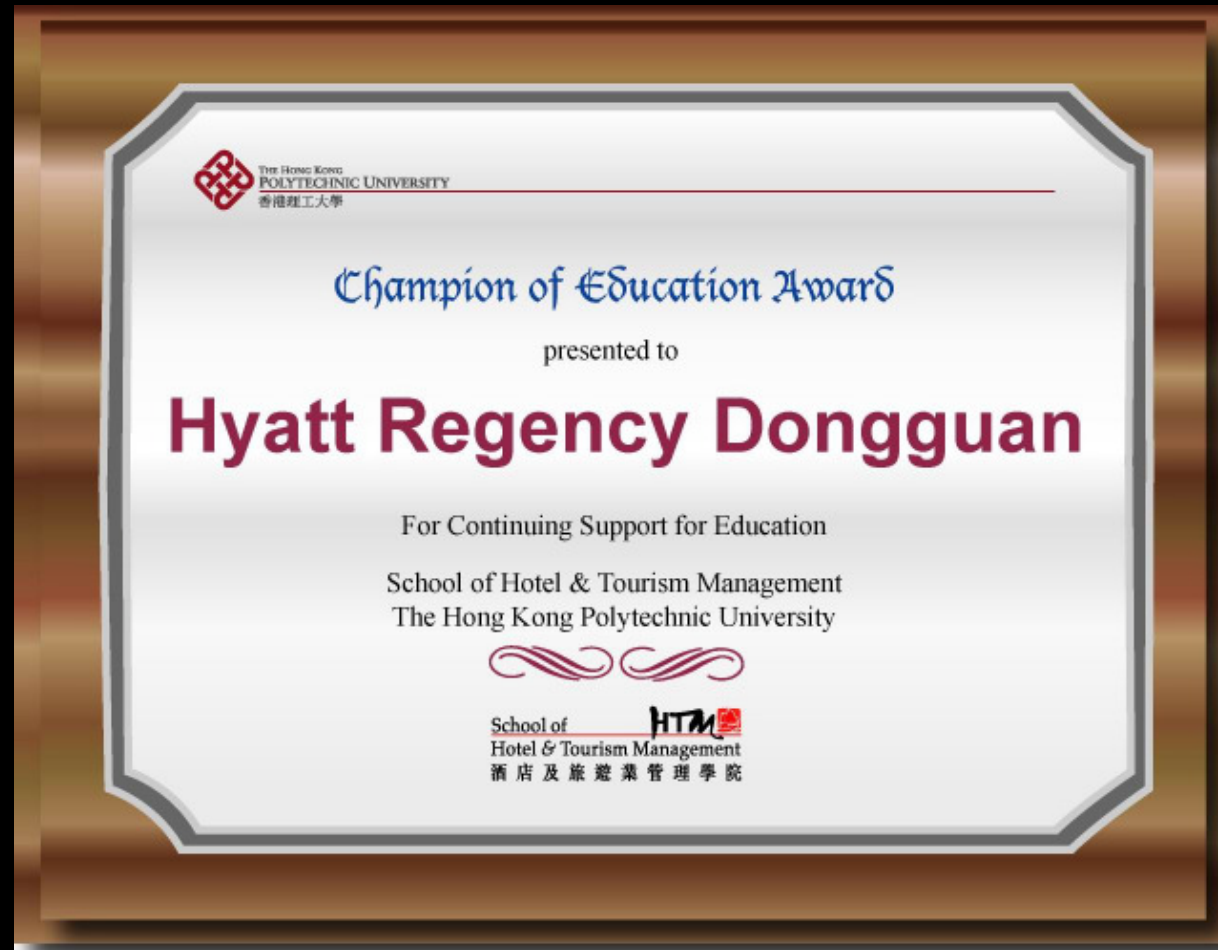 THE HONG KONG
POLYTECHNIC UNIVERSITY
香港理工大學
Champion of Education Award
presented to
Hyatt Regency Dongguan
For Continuing Support for Education
School of Hotel & Tourism Management
The Hong Kong Polytechnic University
School of HTM
Hotel & Tourism Management
酒店及旅遊業管理學院